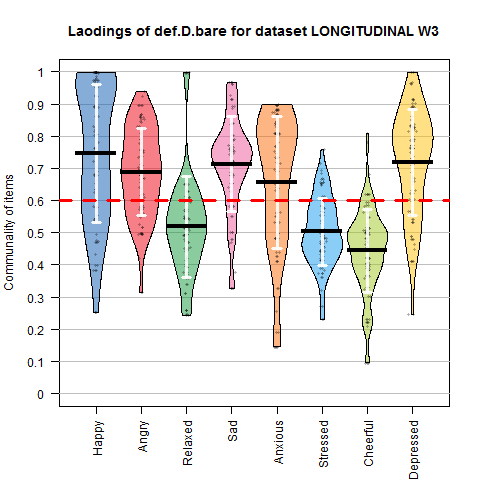 Laodings of def.D.bare for dataset LONGITUDINAL W3
Communality of items
1
0.9
0.8
0.7
0.6
0.5
0.4
0.3
0.2
0.1
0
Happy
Angry
Relaxed
Sad
Anxious
Stressed
Cheerful
Depressed